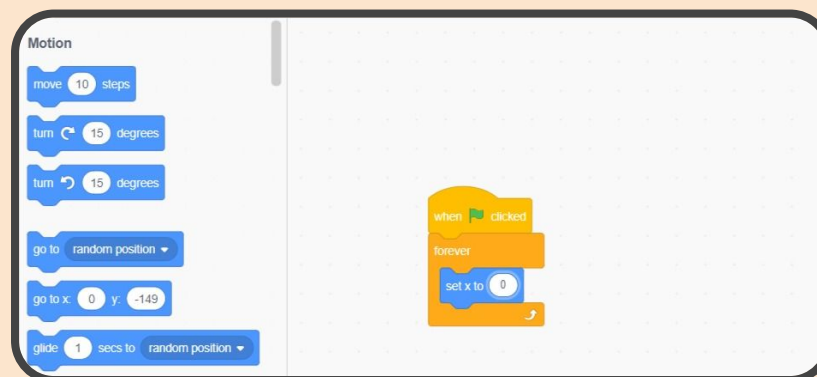 Motion
move 10 steps
turn 15 degrees
turn 15 degrees
go to random position
go to x: 0 y: -149
glide 1 secs to random position
when clicked
forever
set x to 0